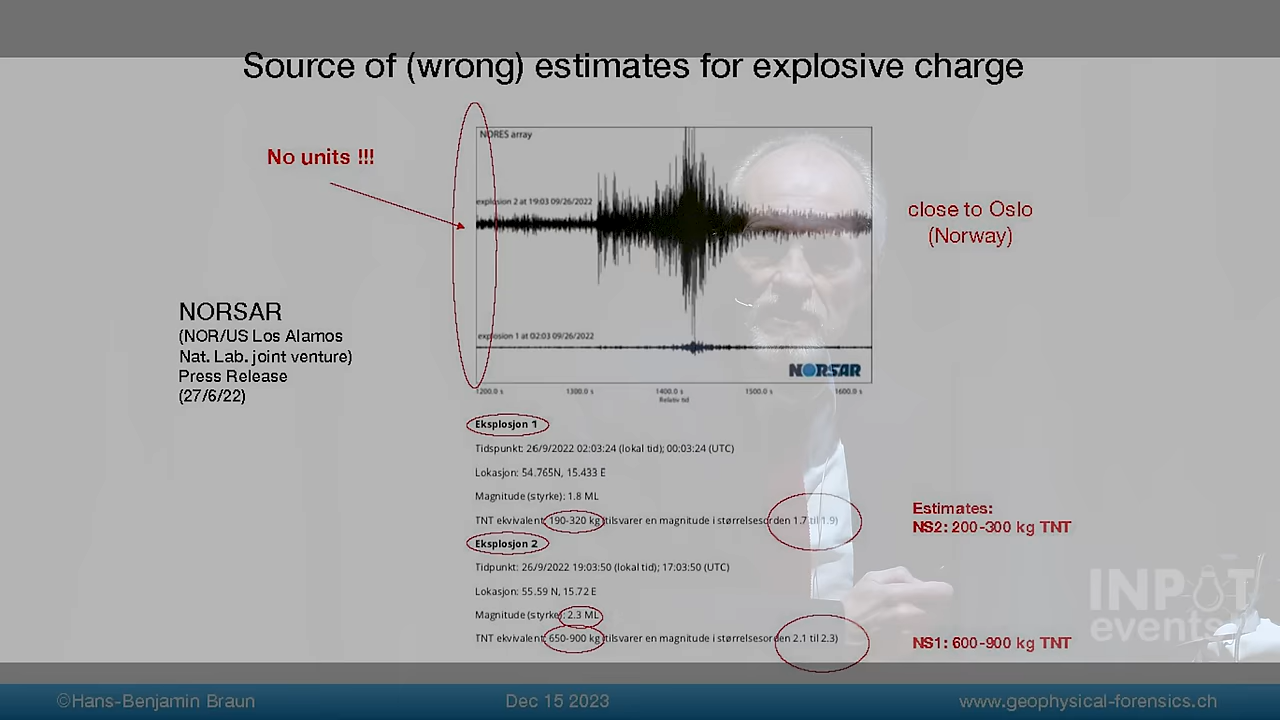 Source of (wrong) estimates for explosive charge
No units !!!
NORES array
explosion 2 at 19:03 09/26/2022
close to Oslo
(Norway)
NORSAR
(NOR/US Los Alamos
Nat. Lab. joint venture)
Press Release
(27/6/22)
explosion 1 at 02:03 09/26/2022
NORSAR
1200.0 s 1300.0 s 1400.0 s 1500.0 s 1600.0 s
Relativ tid
Eksplosjon 1
Tidspunkt: 26/9/2022 02:03:24 (lokal tid); 00:03:24 (UTC)
Lokasjon: 54.765N, 15.433 E
Magnitude (styrke): 1.8 ML
TNT ekvivalent: 190-320 kg (tilsvarer en magnitude i størrelsesorden 1.7 til 1.9)
Estimates:
NS2: 200-300 kg TNT
Eksplosjon 2
Tidpunkt: 26/9/2022 19:03:50 (lokal tid); 17:03:50 (UTC)
Lokasjon: 55.59 N, 15.72 E
Magnitude (styrke): 2.3 ML
TNT ekvivalent: 650-900 kg (tilsvarer en magnitude i størrelsesorden 2.1 til 2.3)
NS1: 600-900 kg TNT
INPUT
events
©Hans-Benjamin Braun
Dec 15 2023
www.geophysical-forensics.ch